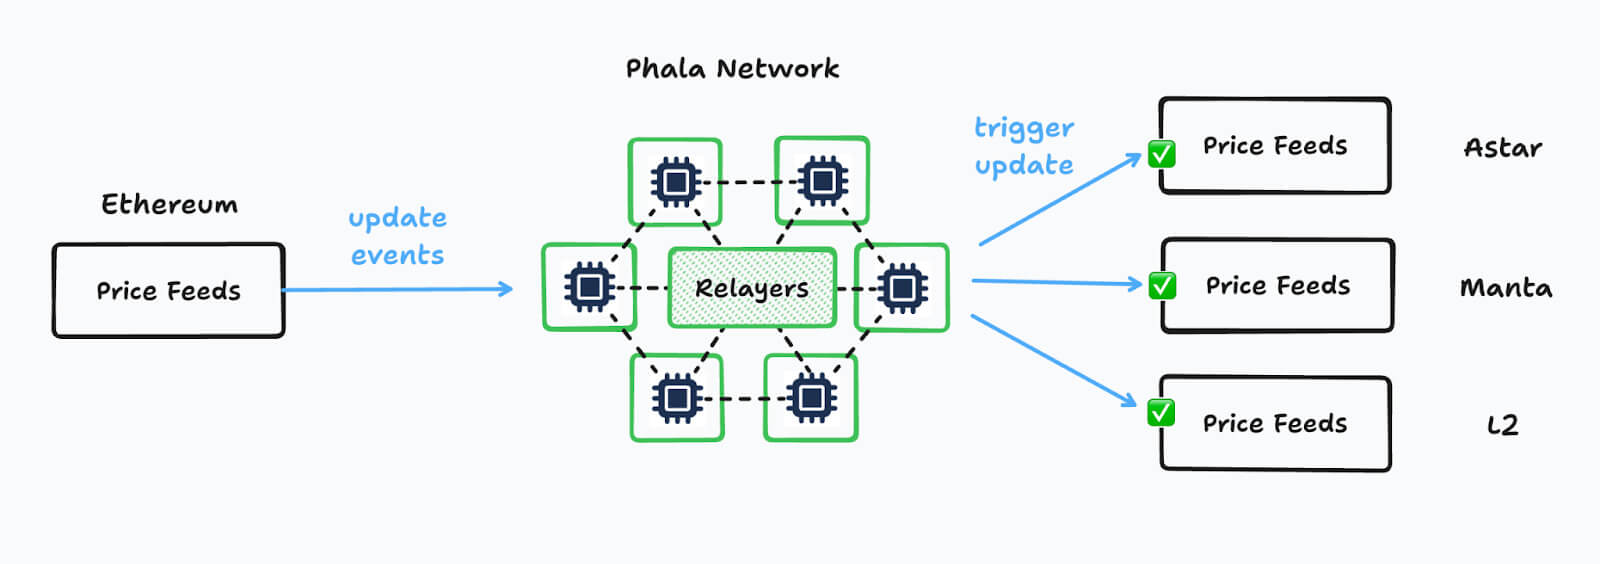 Phala Network
Ethereum
Price Feeds
update
events
Relayers
trigger
update
Price Feeds
Astar
Price Feeds
Manta
Price Feeds
L2